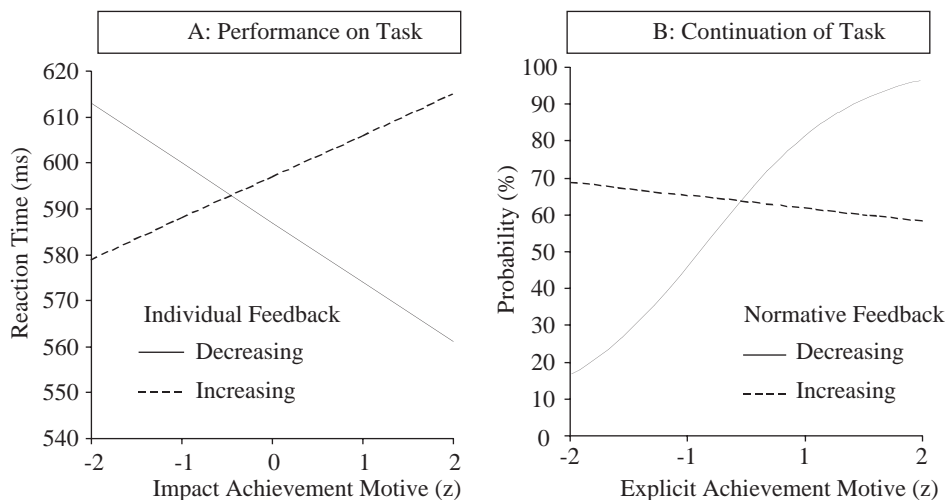 A: Performance on Task
620
610
600
590
580
570
560
550
540
Reaction Time (ms)
Individual Feedback
Decreasing
Increasing
-2 -1 0 1 2
Impact Achievement Motive (z)
B: Continuation of Task
100
90
80
70
60
50
40
30
20
10
0
Probability (%)
Normative Feedback
Decreasing
Increasing
-2 -1 1 2
Explicit Achievement Motive (z)